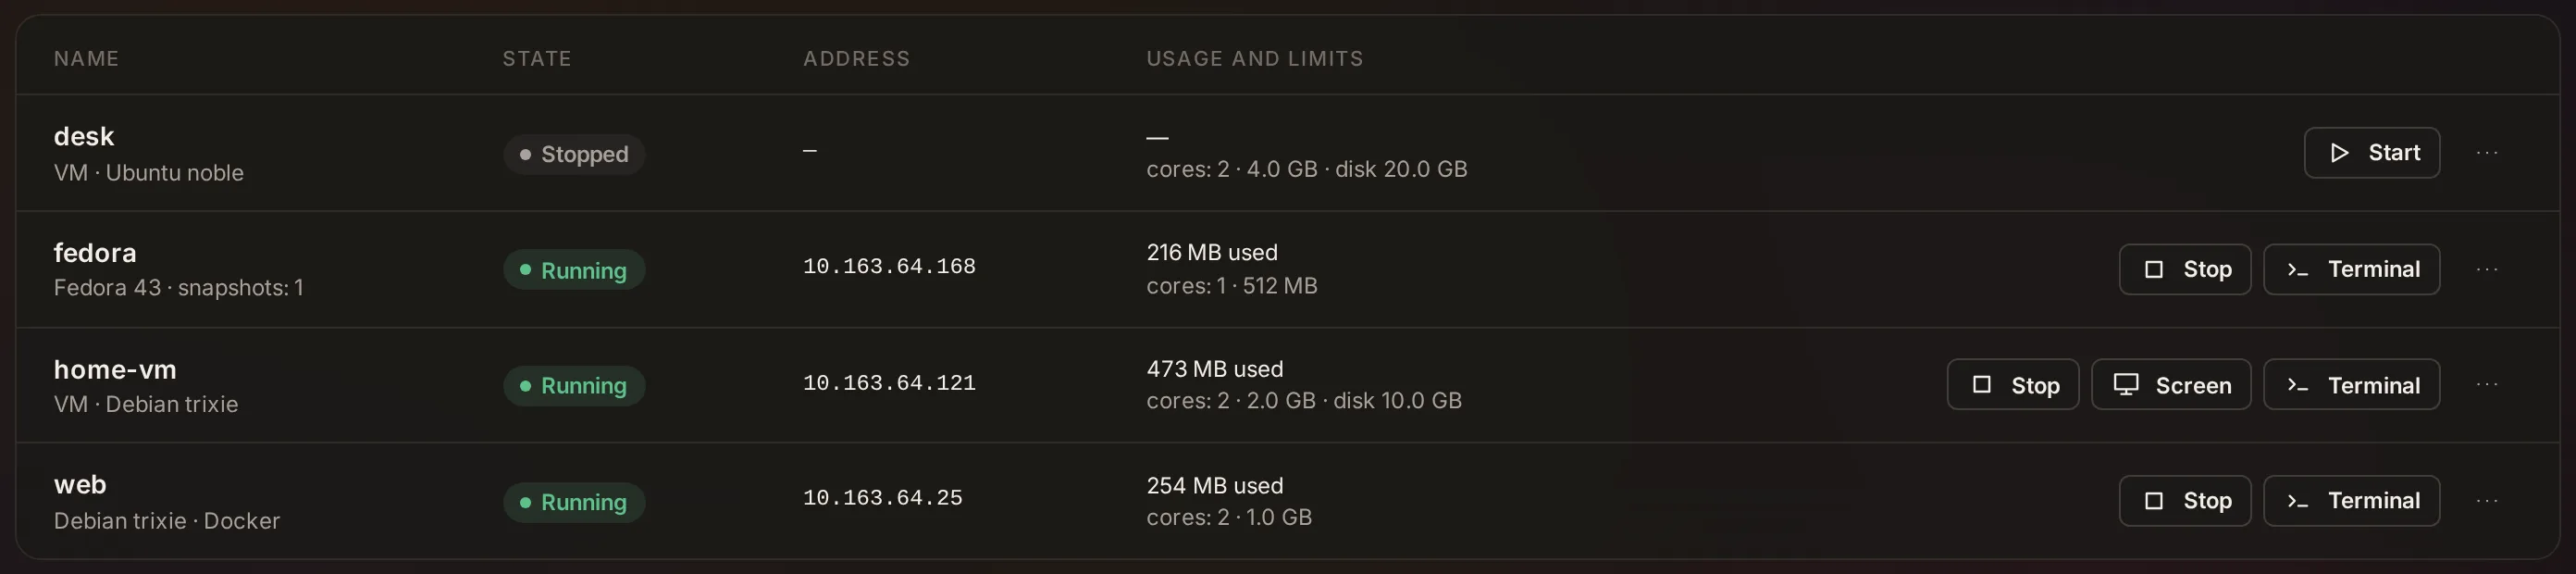 NAME STATE ADDRESS USAGE AND LIMITS
desk
VM · Ubuntu noble
Stopped
—
—
cores: 2 · 4.0 GB · disk 20.0 GB
Start
···
fedora
Fedora 43 · snapshots: 1
Running
10.163.64.168
216 MB used
cores: 1 · 512 MB
Stop
Terminal
···
home-vm
VM · Debian trixie
Running
10.163.64.121
473 MB used
cores: 2 · 2.0 GB · disk 10.0 GB
Stop
Screen
Terminal
···
web
Debian trixie · Docker
Running
10.163.64.25
254 MB used
cores: 2 · 1.0 GB
Stop
Terminal
···